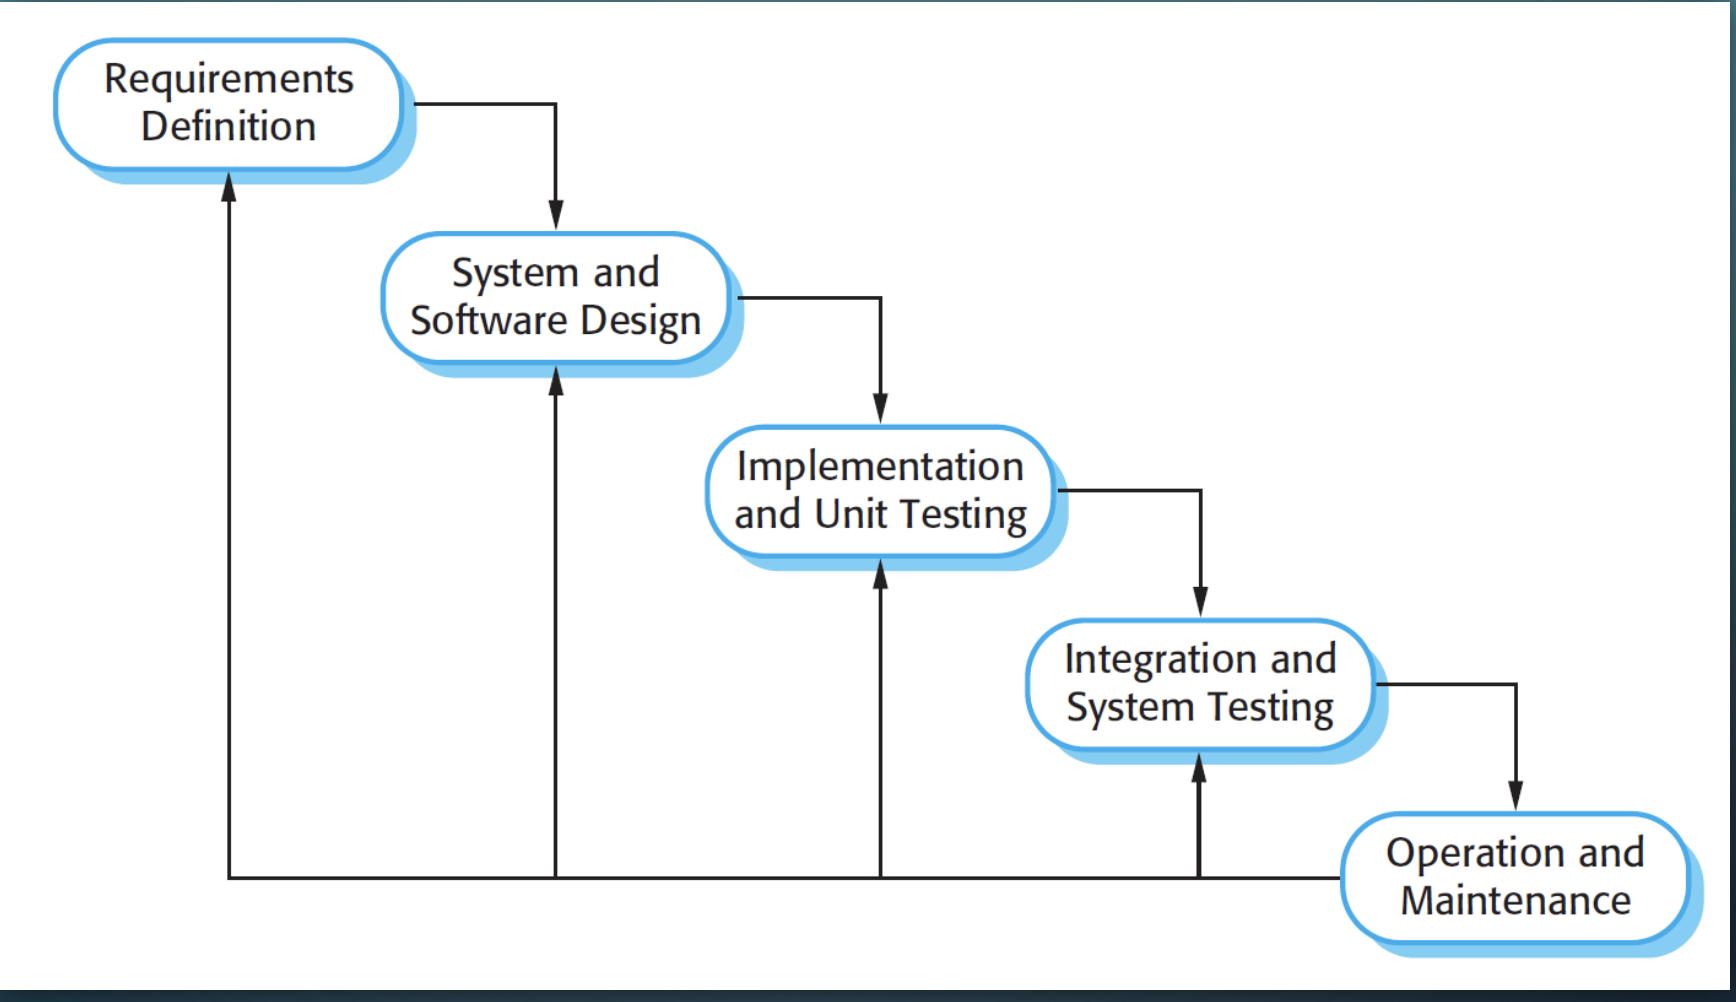 Requirements
Definition
System and
Software Design
Implementation
and Unit Testing
Integration and
System Testing
Operation and
Maintenance